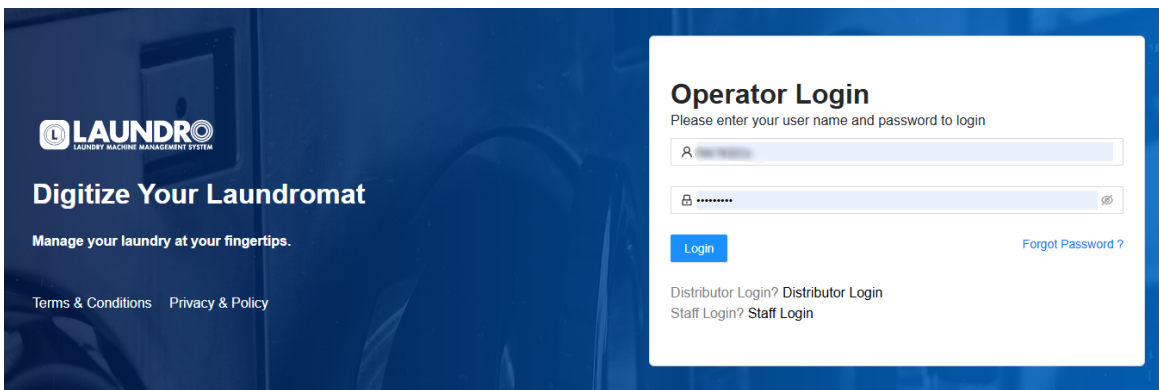 LAUNDRO
LAUNDRY MACHINE MANAGEMENT SYSTEM
Digitize Your Laundromat
Manage your laundry at your fingertips.
Terms & Conditions Privacy & Policy
Operator Login
Please enter your user name and password to login
•••••••••
Login Forgot Password ?
Distributor Login? Distributor Login
Staff Login? Staff Login